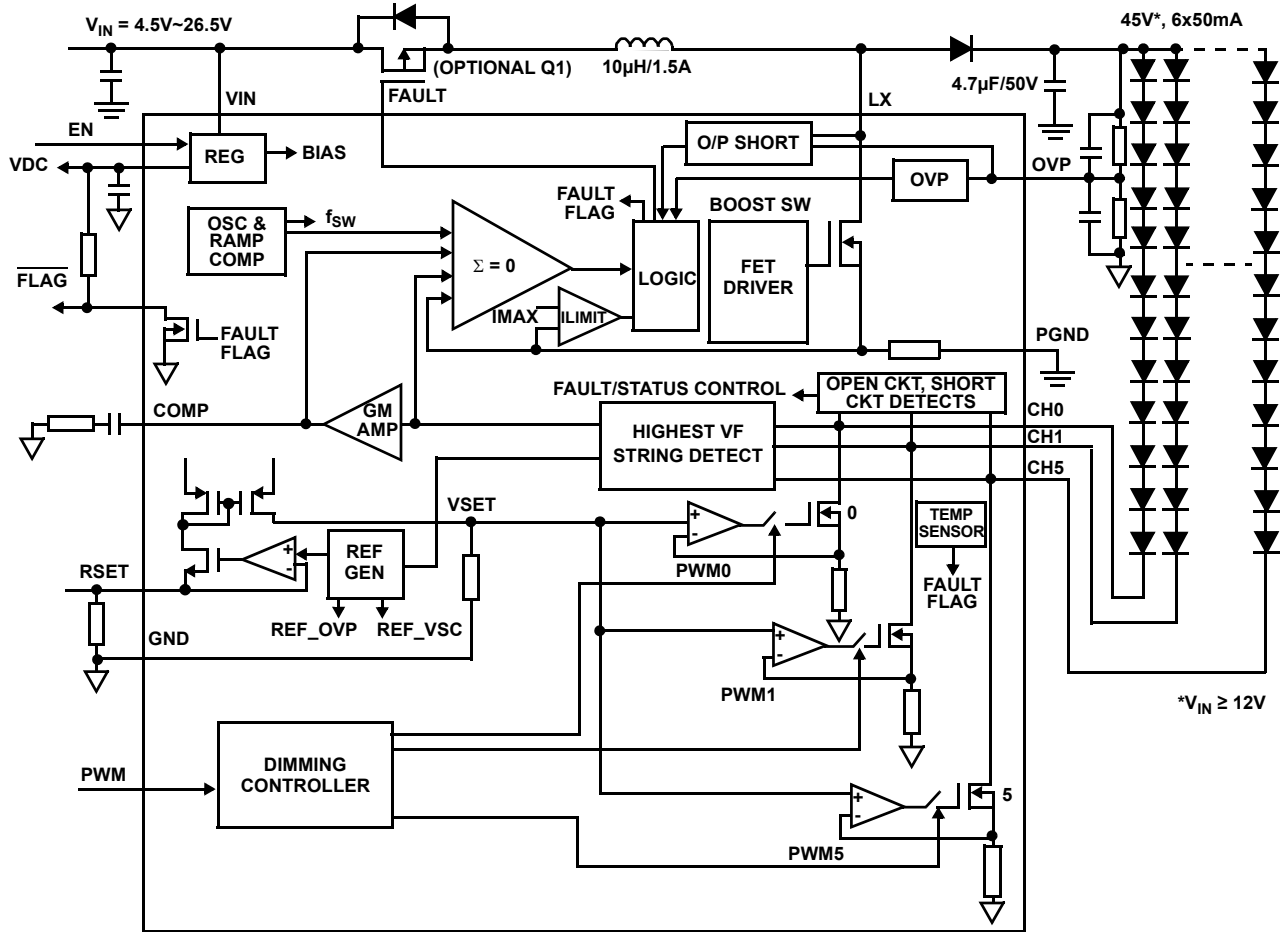 V_IN = 4.5V~26.5V
45V*, 6x50mA
(OPTIONAL Q1)
10µH/1.5A
4.7µF/50V
FAULT
VIN
LX
EN
REG
BIAS
O/P SHORT
VDC
OVP
OVP
FAULT
FLAG
BOOST SW
OSC &
RAMP
COMP
f_SW
Σ = 0
LOGIC
FET
DRIVER
FLAG
IMAX
ILIMIT
FAULT
FLAG
PGND
FAULT/STATUS CONTROL
OPEN CKT, SHORT
CKT DETECTS
COMP
GM
AMP
HIGHEST VF
STRING DETECT
CH0
CH1
CH5
VSET
+
-
0
TEMP
SENSOR
RSET
+
-
REF
GEN
PWM0
FAULT
FLAG
REF_OVP
REF_VSC
GND
+
-
PWM1
*V_IN ≥ 12V
PWM
DIMMING
CONTROLLER
+
-
5
PWM5